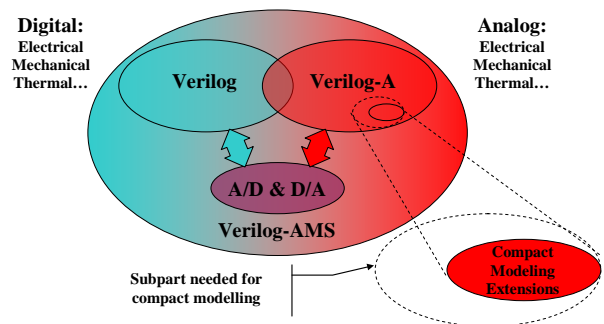 Digital:
Electrical
Mechanical
Thermal…
Analog:
Electrical
Mechanical
Thermal…
Verilog
Verilog-A
A/D & D/A
Verilog-AMS
Subpart needed for
compact modelling
Compact
Modeling
Extensions